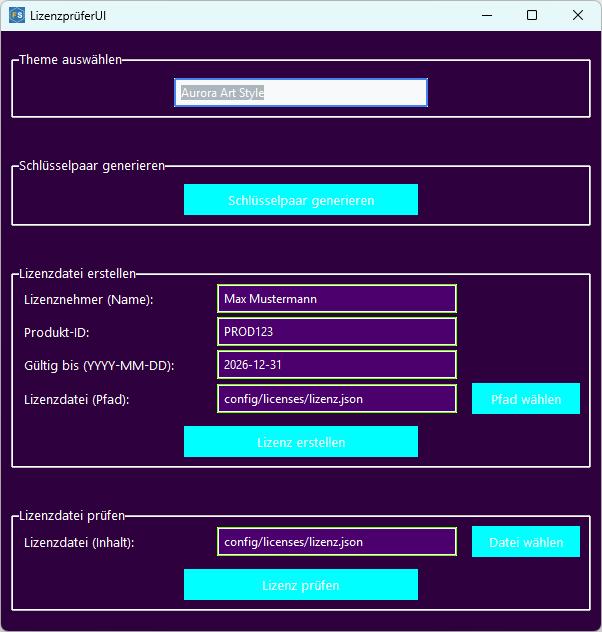 FS LizenzprüferUI
Theme auswählen
Aurora Art Style
Schlüsselpaar generieren
Schlüsselpaar generieren
Lizenzdatei erstellen
Lizenznehmer (Name): Max Mustermann
Produkt-ID: PROD123
Gültig bis (YYYY-MM-DD): 2026-12-31
Lizenzdatei (Pfad): config/licenses/lizenz.json Pfad wählen
Lizenz erstellen
Lizenzdatei prüfen
Lizenzdatei (Inhalt): config/licenses/lizenz.json Datei wählen
Lizenz prüfen